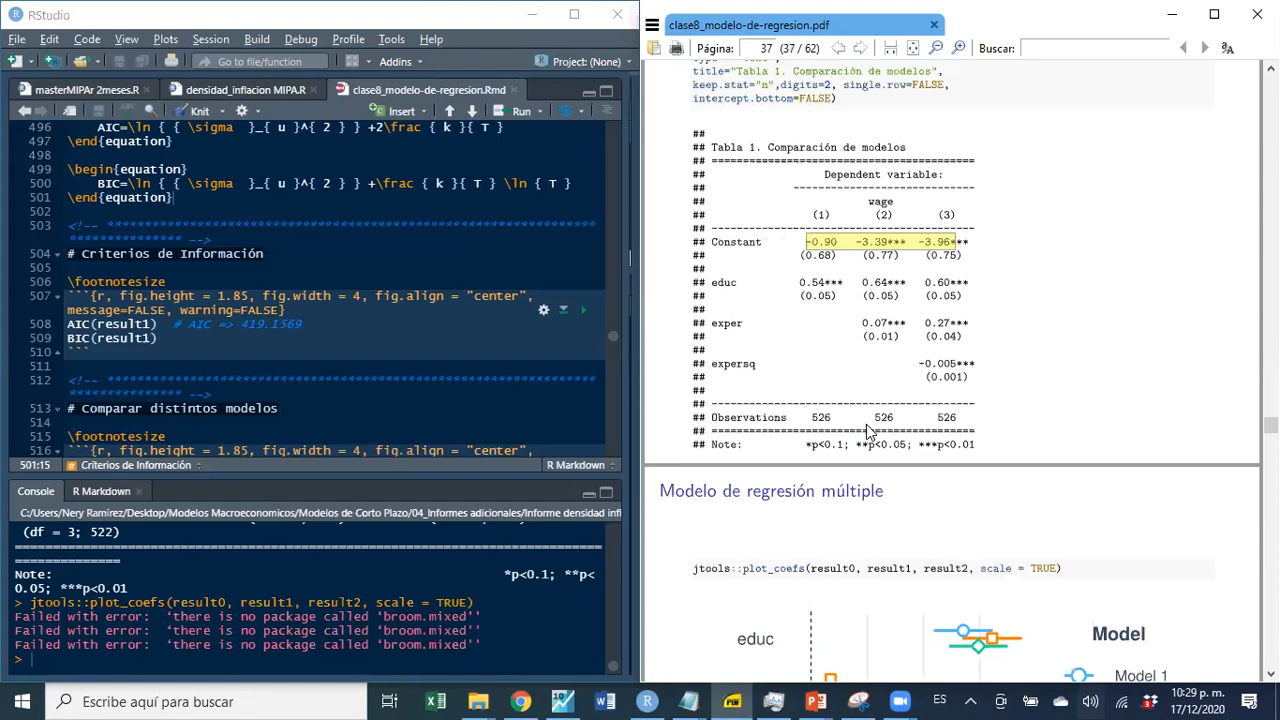 RStudio
File Edit Code View Plots Session Build Debug Profile Tools Help
Go to file/function
Addins
Project: (None)
clase8_modelo-de-regresion.Rmd
Knit
Insert
Run
496 AIC=\ln { { \sigma }_{ u }^{ 2 } } +2\frac { k }{ T }
497 \end{equation}
498
499 \begin{equation}
500 BIC=\ln { { \sigma }_{ u }^{ 2 } } +\frac { k }{ T } \ln { T }
501 \end{equation}
502
503 <!-- **********************************************************************
**************** -->
504 # Criterios de Información
505
506 \footnotesize
507 ```{r, fig.height = 1.85, fig.width = 4, fig.align = "center",
message=FALSE, warning=FALSE}
508 AIC(result1) # AIC => 419.1569
509 BIC(result1)
510 ```
511
512 <!-- **********************************************************************
**************** -->
513 # Comparar distintos modelos
514
515 \footnotesize
516 ```{r, fig.height = 1.85, fig.width = 4, fig.align = "center",
501:15 # Criterios de Información R Markdown
Console R Markdown
C:/Users/Nery Ramirez/Desktop/Modelos Macroeconomicos/Modelos de Corto Plazo/04_Informes adicionales/Informe densidad infl
(df = 3; 522)
================================================================================
==============
Note: *p<0.1; **p<
0.05; ***p<0.01
> jtools::plot_coefs(result0, result1, result2, scale = TRUE)
Failed with error: ‘there is no package called ‘broom.mixed’’
Failed with error: ‘there is no package called ‘broom.mixed’’
Failed with error: ‘there is no package called ‘broom.mixed’’
>
clase8_modelo-de-regresion.pdf
Página: 37 (37 / 62)
Buscar:
title="Tabla 1. Comparación de modelos",
keep.stat="n",digits=2, single.row=FALSE,
intercept.bottom=FALSE)
##
## Tabla 1. Comparación de modelos
## ==========================================
## Dependent variable:
## -----------------------------
## wage
## (1) (2) (3)
## ------------------------------------------
## Constant -0.90 -3.39*** -3.96***
## (0.68) (0.77) (0.75)
##
## educ 0.54*** 0.64*** 0.60***
## (0.05) (0.05) (0.05)
##
## exper 0.07*** 0.27***
## (0.01) (0.04)
##
## expersq -0.005***
## (0.001)
##
## ------------------------------------------
## Observations 526 526 526
## ==========================================
## Note: *p<0.1; **p<0.05; ***p<0.01
Modelo de regresión múltiple
jtools::plot_coefs(result0, result1, result2, scale = TRUE)
educ
Model
Model 1
Escribe aquí para buscar
ES
10:29 p. m.
17/12/2020